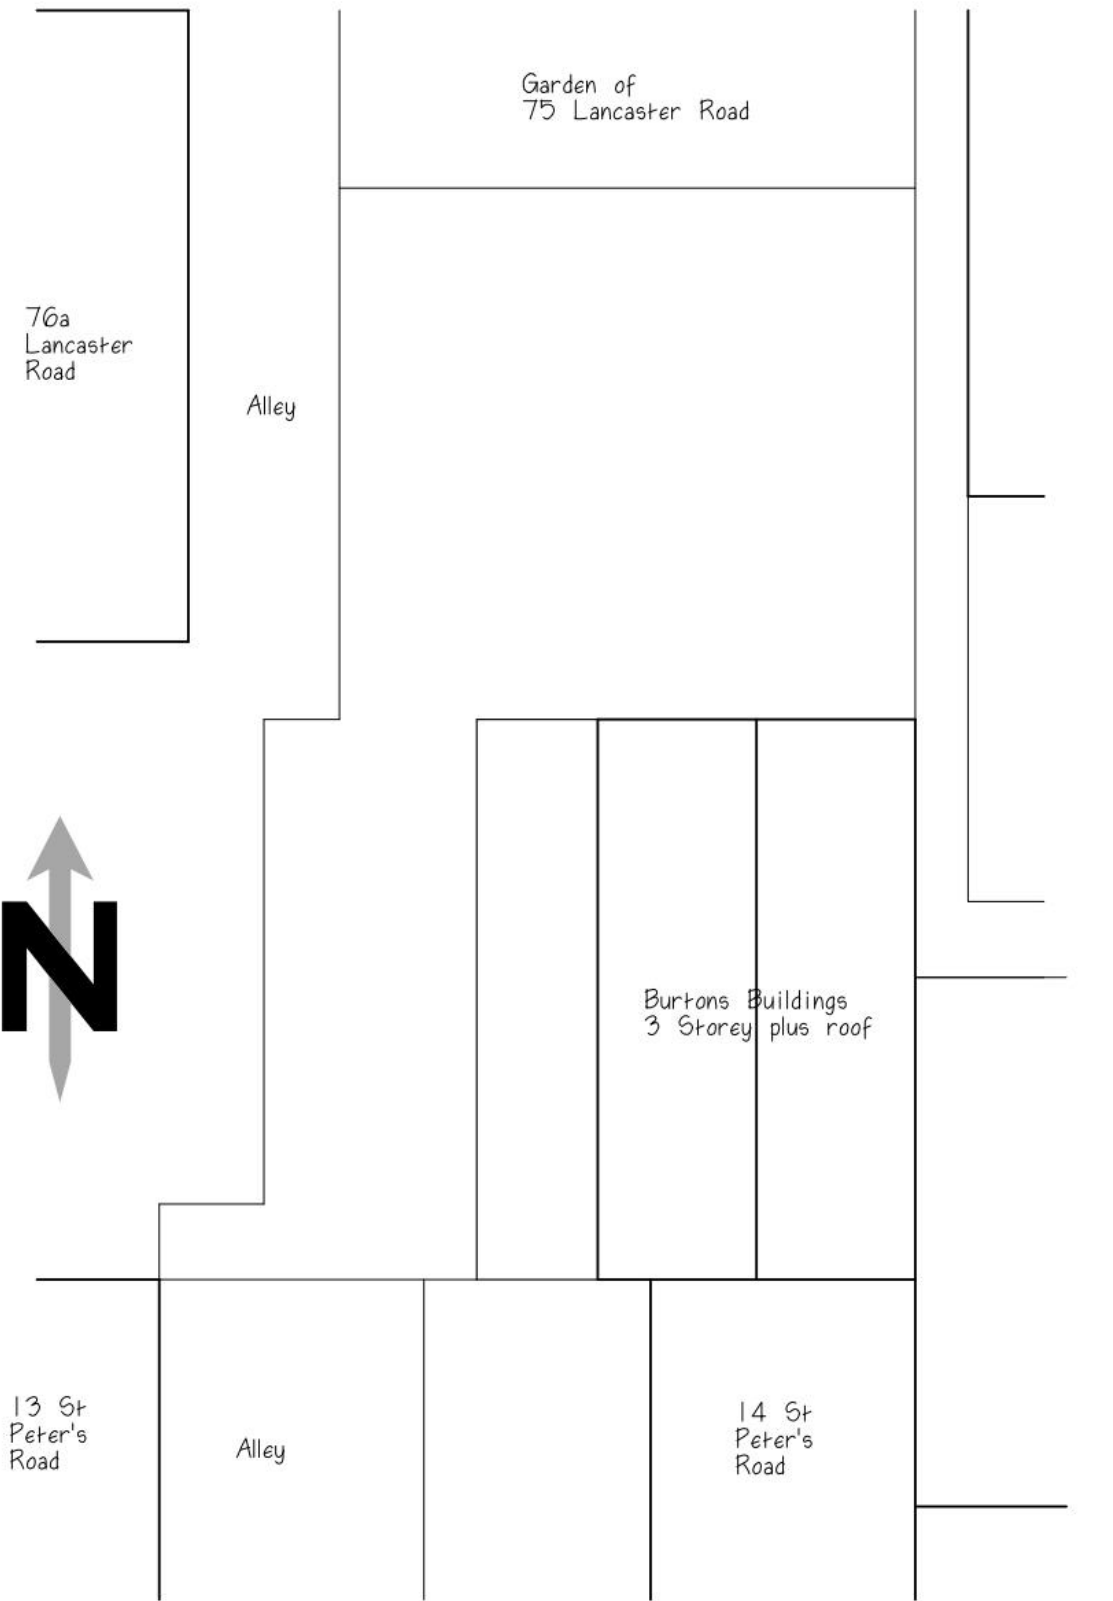 Garden of
75 Lancaster Road
76a
Lancaster
Road
Alley
N
Burtons Buildings
3 Storey plus roof
13 St
Peter's
Road
Alley
14 St
Peter's
Road